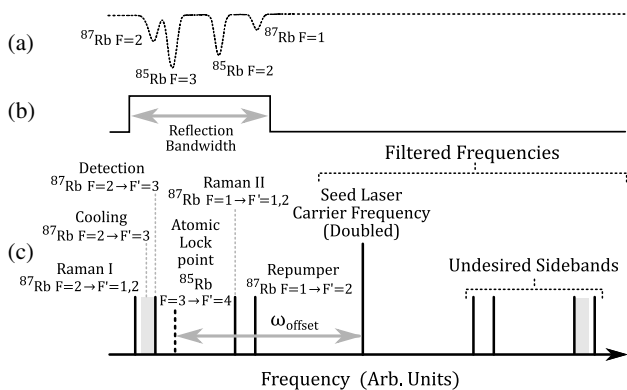 (a)
⁸⁷Rb F=2
⁸⁵Rb F=3
⁸⁵Rb F=2
⁸⁷Rb F=1
(b)
Reflection
Bandwidth
Filtered Frequencies
(c)
Detection
⁸⁷Rb F=2→F'=3
Cooling
⁸⁷Rb F=2→F'=3
Raman I
⁸⁷Rb F=2→F'=1,2
Atomic
Lock
point
⁸⁵Rb
F=3→F'=4
Raman II
⁸⁷Rb F=1→F'=1,2
Repumper
⁸⁷Rb F=1→F'=2
Seed Laser
Carrier Frequency
(Doubled)
Undesired Sidebands
ω_offset
Frequency (Arb. Units)